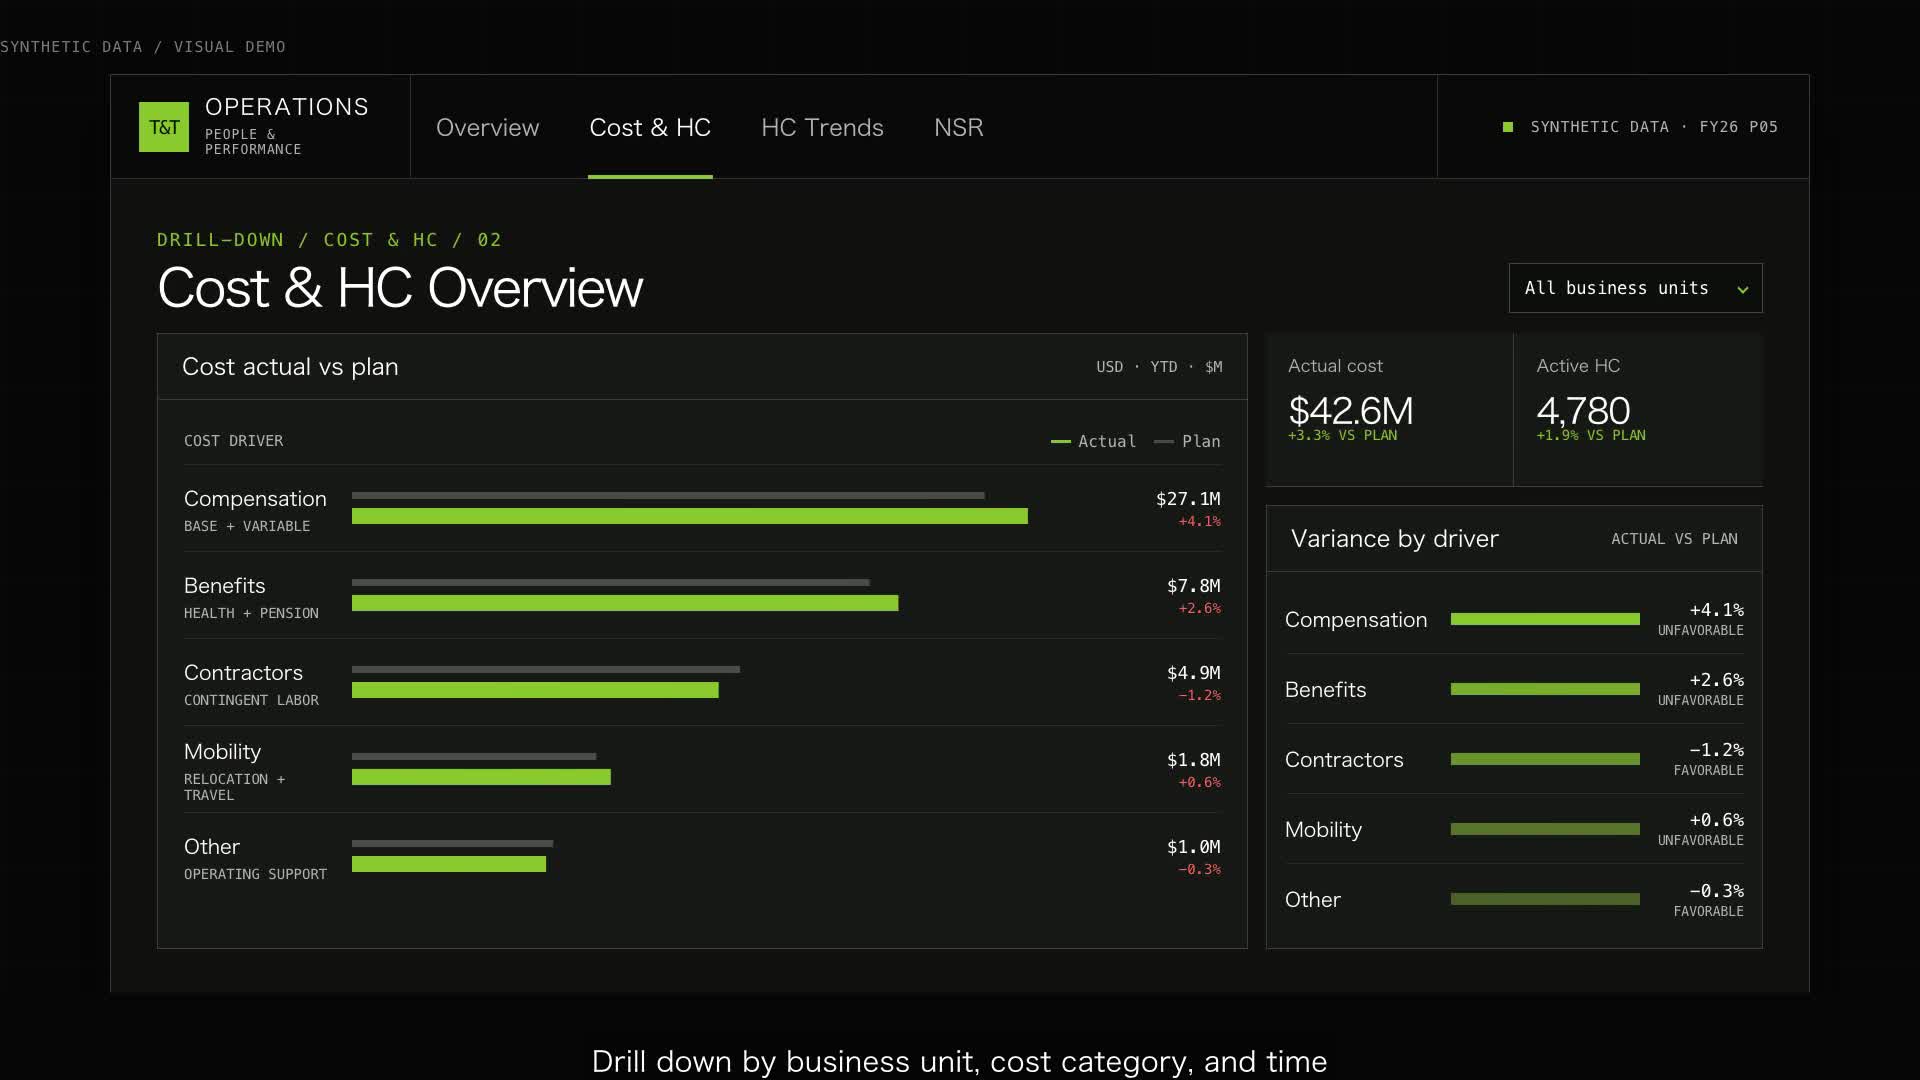 SYNTHETIC DATA / VISUAL DEMO
T&T
OPERATIONS
PEOPLE &
PERFORMANCE
Overview
Cost & HC
HC Trends
NSR
SYNTHETIC DATA · FY26 P05
DRILL–DOWN / COST & HC / 02
Cost & HC Overview
All business units
Cost actual vs plan
USD · YTD · $M
COST DRIVER
Actual
Plan
Compensation
BASE + VARIABLE
$27.1M
+4.1%
Benefits
HEALTH + PENSION
$7.8M
+2.6%
Contractors
CONTINGENT LABOR
$4.9M
−1.2%
Mobility
RELOCATION +
TRAVEL
$1.8M
+0.6%
Other
OPERATING SUPPORT
$1.0M
−0.3%
Actual cost
$42.6M
+3.3% VS PLAN
Active HC
4,780
+1.9% VS PLAN
Variance by driver
ACTUAL VS PLAN
Compensation
+4.1%
UNFAVORABLE
Benefits
+2.6%
UNFAVORABLE
Contractors
−1.2%
FAVORABLE
Mobility
+0.6%
UNFAVORABLE
Other
−0.3%
FAVORABLE
Drill down by business unit, cost category, and time